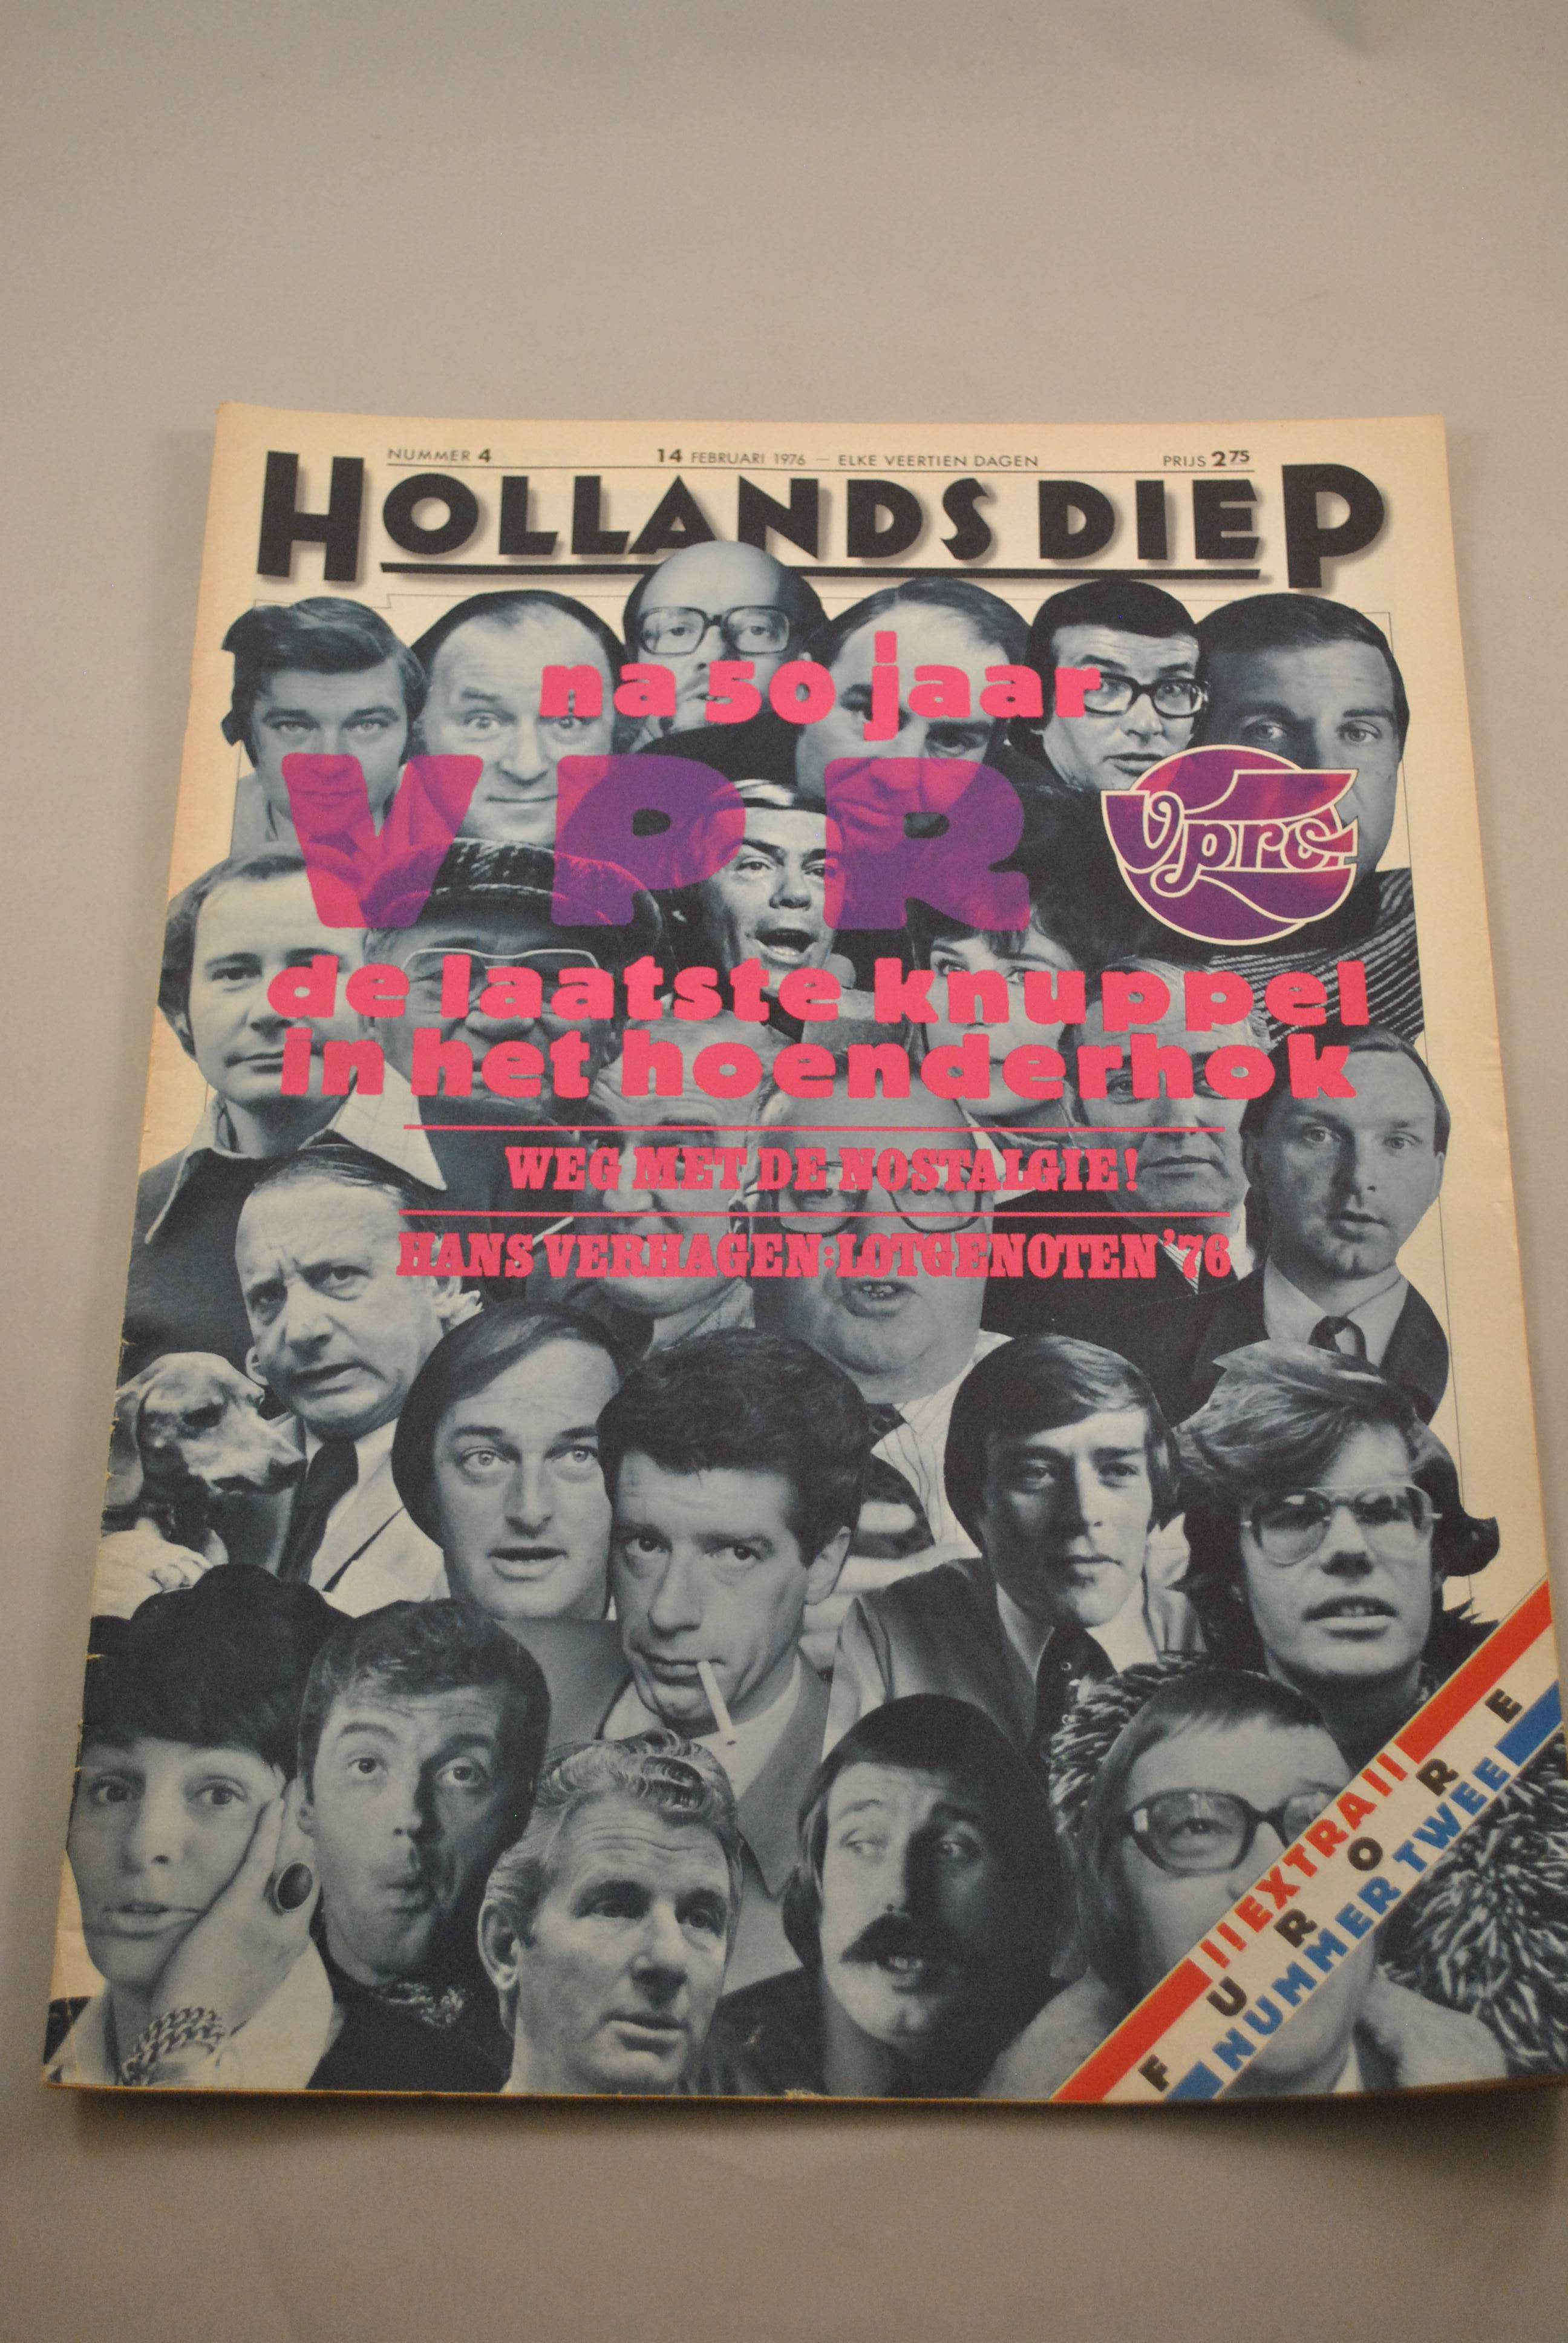 NUMMER 4
14 FEBRUARI 1976 — ELKE VEERTIEN DAGEN
PRIJS 2 75
HOLLANDS DIEP
na 50 jaar
VPR
Vpro
de laatste knuppel
in het hoenderhok
WEG MET DE NOSTALGIE!
HANS VERHAGEN: LOTGENOTEN '76
!!EXTRA!!
FURORE
NUMMER TWEE